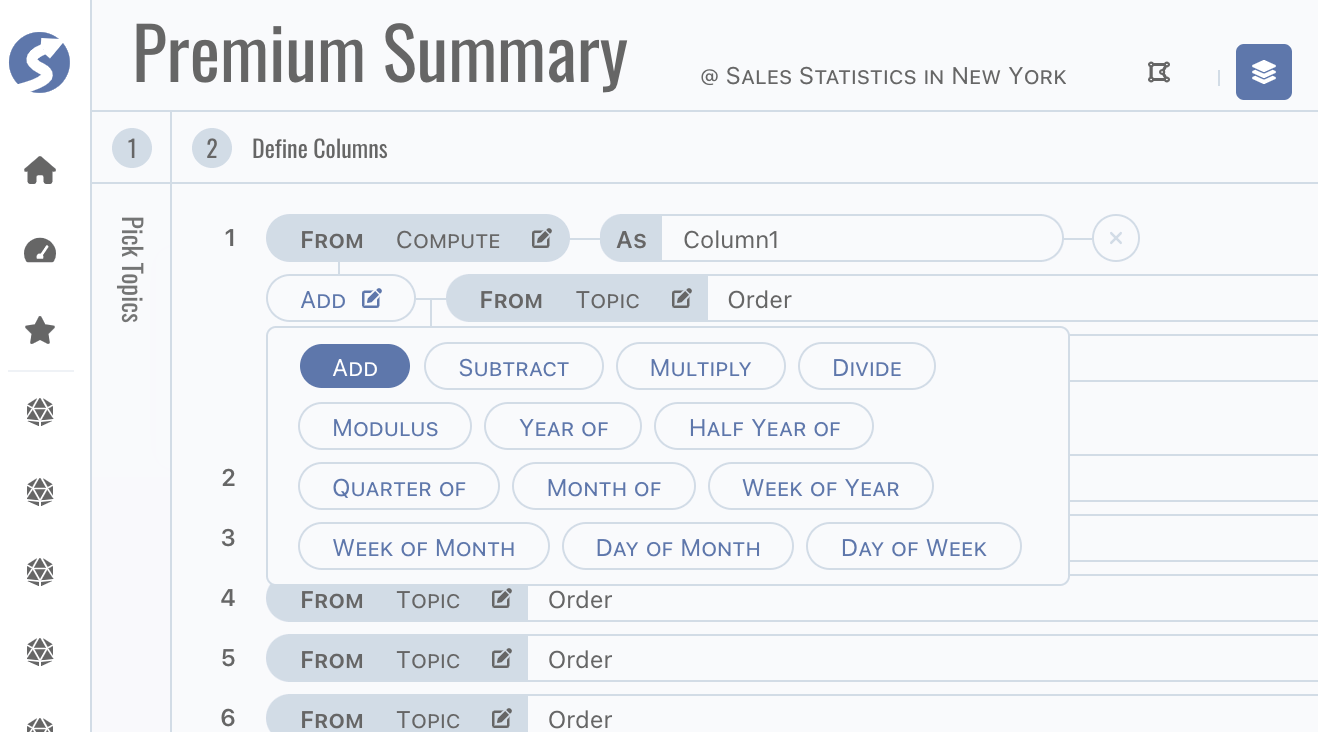 Premium Summary @ Sales Statistics in New York
1 2 Define Columns
Pick Topics
1 From Compute As Column1
Add From Topic Order
Add Subtract Multiply Divide
Modulus Year of Half Year of
2 Quarter of Month of Week of Year
3 Week of Month Day of Month Day of Week
4 From Topic Order
5 From Topic Order
6 From Topic Order